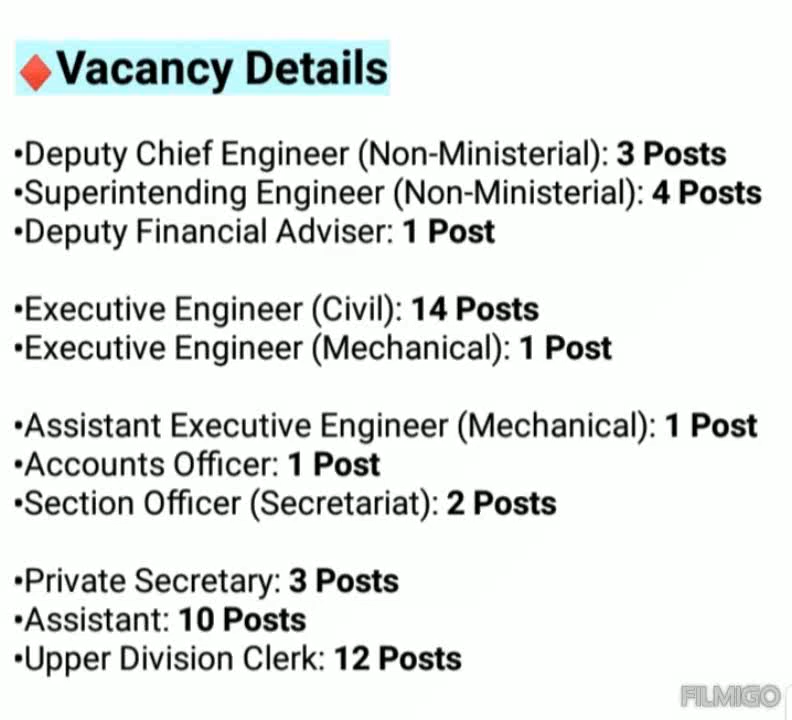 ♦Vacancy Details
•Deputy Chief Engineer (Non-Ministerial): 3 Posts
•Superintending Engineer (Non-Ministerial): 4 Posts
•Deputy Financial Adviser: 1 Post
•Executive Engineer (Civil): 14 Posts
•Executive Engineer (Mechanical): 1 Post
•Assistant Executive Engineer (Mechanical): 1 Post
•Accounts Officer: 1 Post
•Section Officer (Secretariat): 2 Posts
•Private Secretary: 3 Posts
•Assistant: 10 Posts
•Upper Division Clerk: 12 Posts
FILMIGO